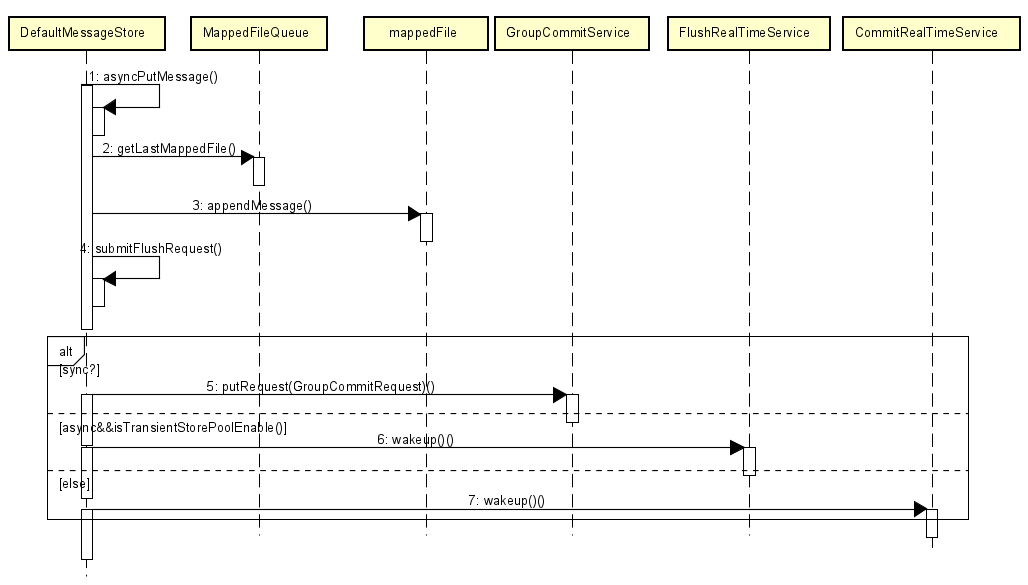 DefaultMessageStore
MappedFileQueue
mappedFile
GroupCommitService
FlushRealTimeService
CommitRealTimeService
1: asyncPutMessage()
2: getLastMappedFile()
3: appendMessage()
4: submitFlushRequest()
alt
[sync?]
5: putRequest(GroupCommitRequest)()
[async&&isTransientStorePoolEnable()]
6: wakeup()()
[else]
7: wakeup()()